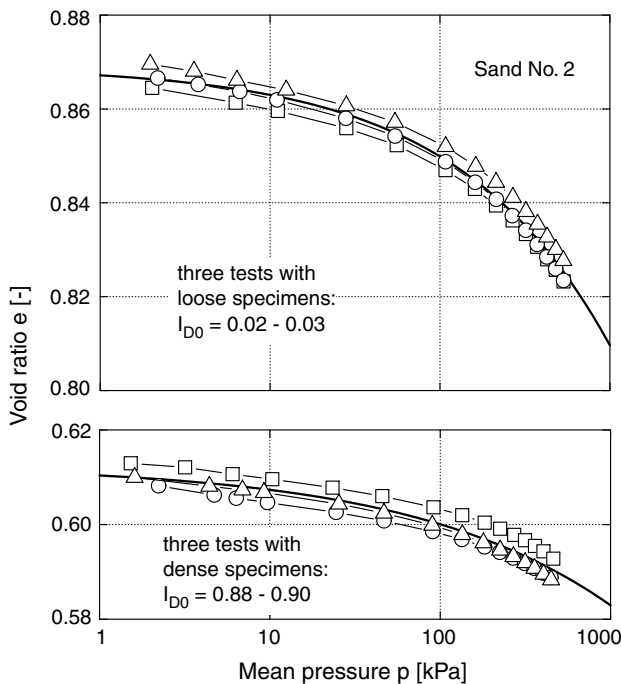 0.88
Sand No. 2
0.86
0.84
three tests with
loose specimens:
I_D0 = 0.02 - 0.03
0.82
0.80
Void ratio e [-]
0.62
0.60
three tests with
dense specimens:
I_D0 = 0.88 - 0.90
0.58
1 10 100 1000
Mean pressure p [kPa]